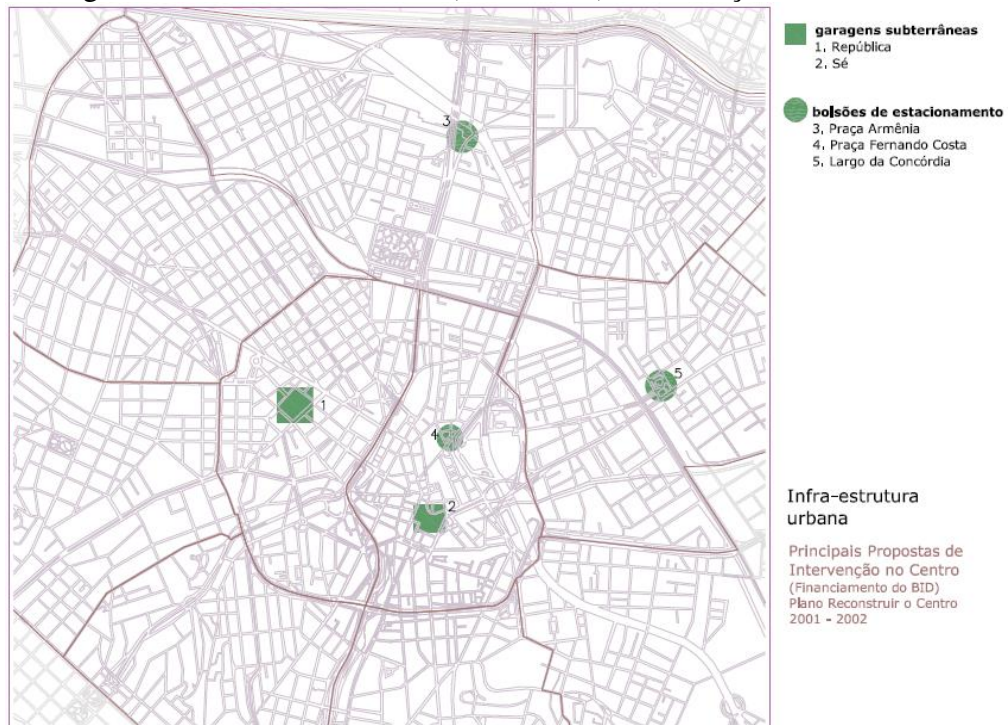 garagens subterrâneas
1. República
2. Sé
bolsões de estacionamento
3. Praça Armênia
4. Praça Fernando Costa
5. Largo da Concórdia
3
5
1
4
2
Infra-estrutura
urbana
Principais Propostas de
Intervenção no Centro
(Financiamento do BID)
Plano Reconstruir o Centro
2001 - 2002